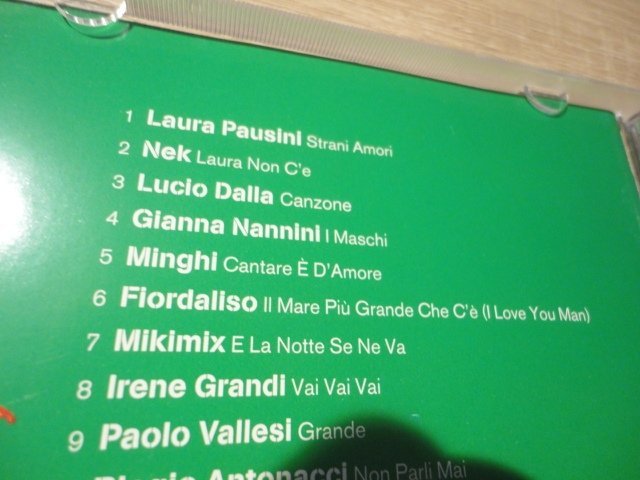 1 Laura Pausini Strani Amori
2 Nek Laura Non C'e
3 Lucio Dalla Canzone
4 Gianna Nannini I Maschi
5 Minghi Cantare È D'Amore
6 Fiordaliso Il Mare Più Grande Che C'è (I Love You Man)
7 Mikimix E La Notte Se Ne Va
8 Irene Grandi Vai Vai Vai
9 Paolo Vallesi Grande
Biagio Antonacci Non Parli Mai